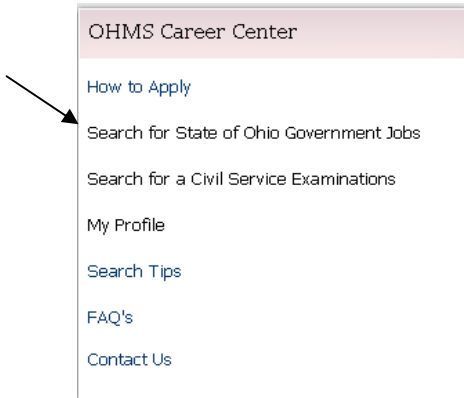 OHMS Career Center
How to Apply
Search for State of Ohio Government Jobs
Search for a Civil Service Examinations
My Profile
Search Tips
FAQ's
Contact Us